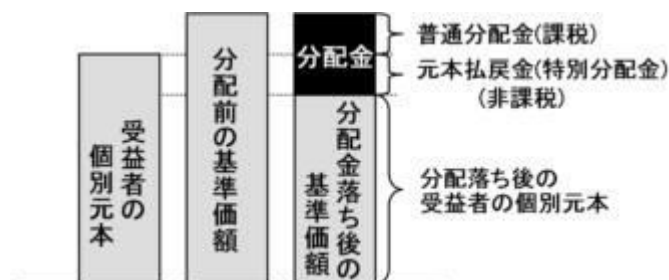 受益者の
個別元本
分配前の基準価額
分配金
分配金落ち後の
基準価額
普通分配金(課税)
元本払戻金(特別分配金)
(非課税)
分配落ち後の
受益者の個別元本